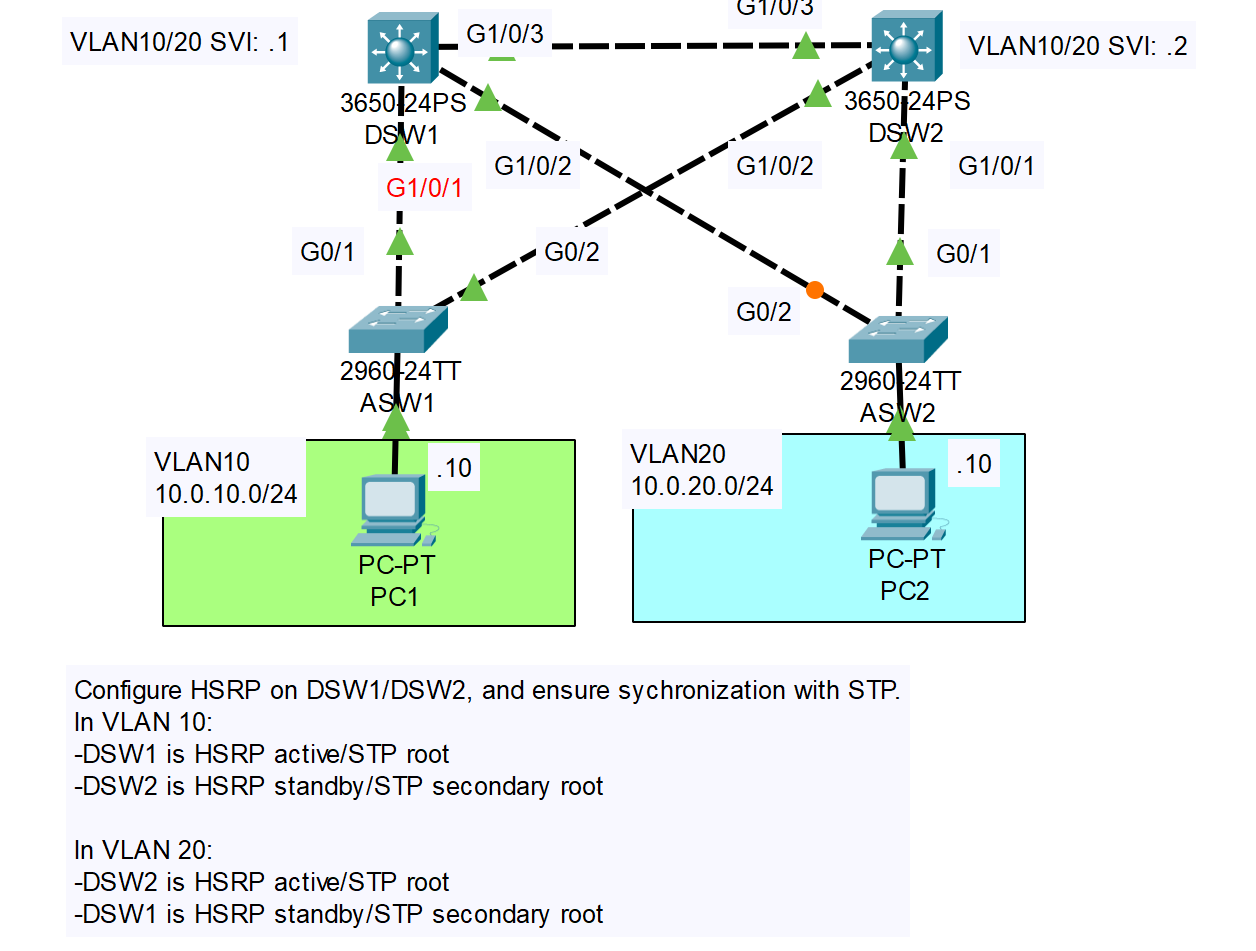 G1/0/3
G1/0/3
VLAN10/20 SVI: .1
VLAN10/20 SVI: .2
3650-24PS
DSW1
3650-24PS
DSW2
G1/0/2
G1/0/2
G1/0/1
G1/0/1
G0/1
G0/2
G0/1
G0/2
2960-24TT
ASW1
2960-24TT
ASW2
VLAN10
10.0.10.0/24
.10
VLAN20
10.0.20.0/24
.10
PC-PT
PC1
PC-PT
PC2
Configure HSRP on DSW1/DSW2, and ensure sychronization with STP.
In VLAN 10:
-DSW1 is HSRP active/STP root
-DSW2 is HSRP standby/STP secondary root
In VLAN 20:
-DSW2 is HSRP active/STP root
-DSW1 is HSRP standby/STP secondary root